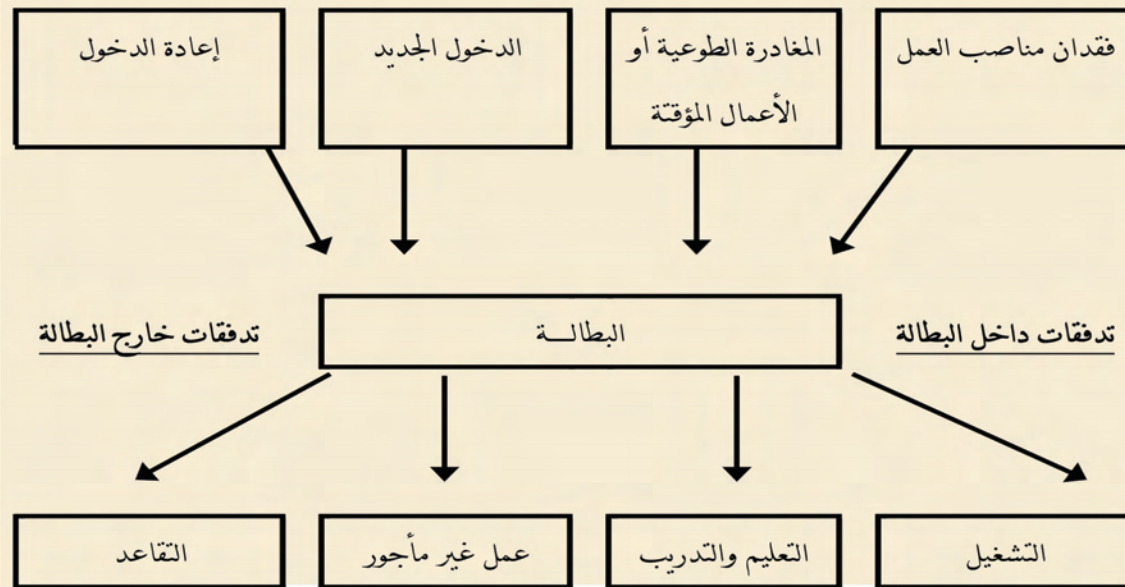 فقدان مناصب العمل
المغادرة الطوعية أو
الأعمال المؤقتة
الدخول الجديد
إعادة الدخول
تدفقات داخل البطالة
البطالــة
تدفقات خارج البطالة
التشغيل
التعليم والتدريب
عمل غير مأجور
التقاعد